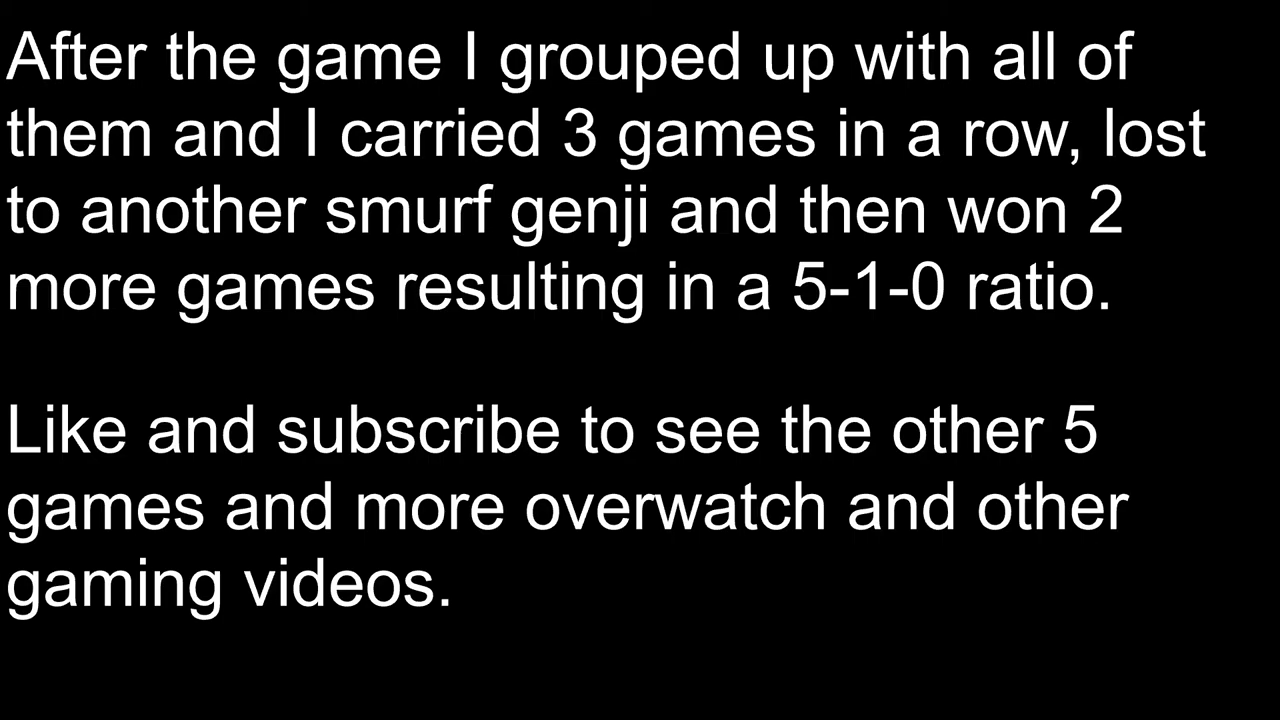 After the game I grouped up with all of
them and I carried 3 games in a row, lost
to another smurf genji and then won 2
more games resulting in a 5-1-0 ratio.
Like and subscribe to see the other 5
games and more overwatch and other
gaming videos.